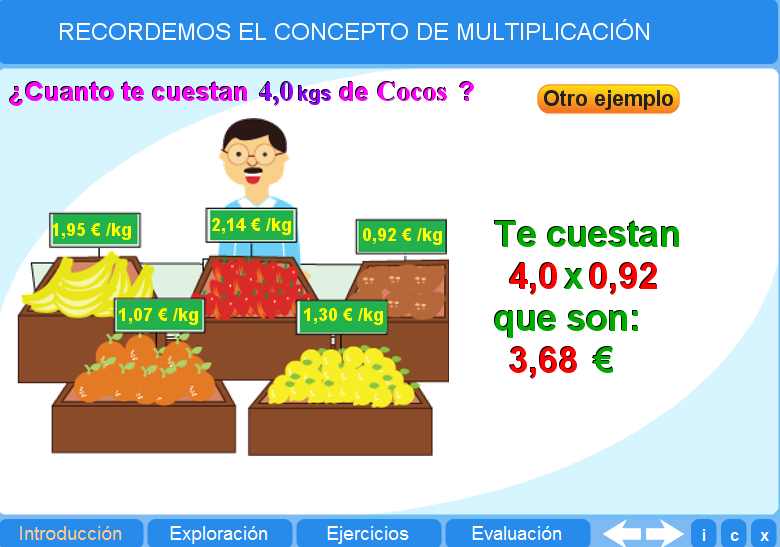 RECORDEMOS EL CONCEPTO DE MULTIPLICACIÓN
¿Cuanto te cuestan 4,0 kgs de Cocos ?
Otro ejemplo
1,95 € /kg
2,14 € /kg
0,92 € /kg
1,07 € /kg
1,30 € /kg
Te cuestan
4,0 x 0,92
que son:
3,68 €
Introducción Exploración Ejercicios Evaluación i c x